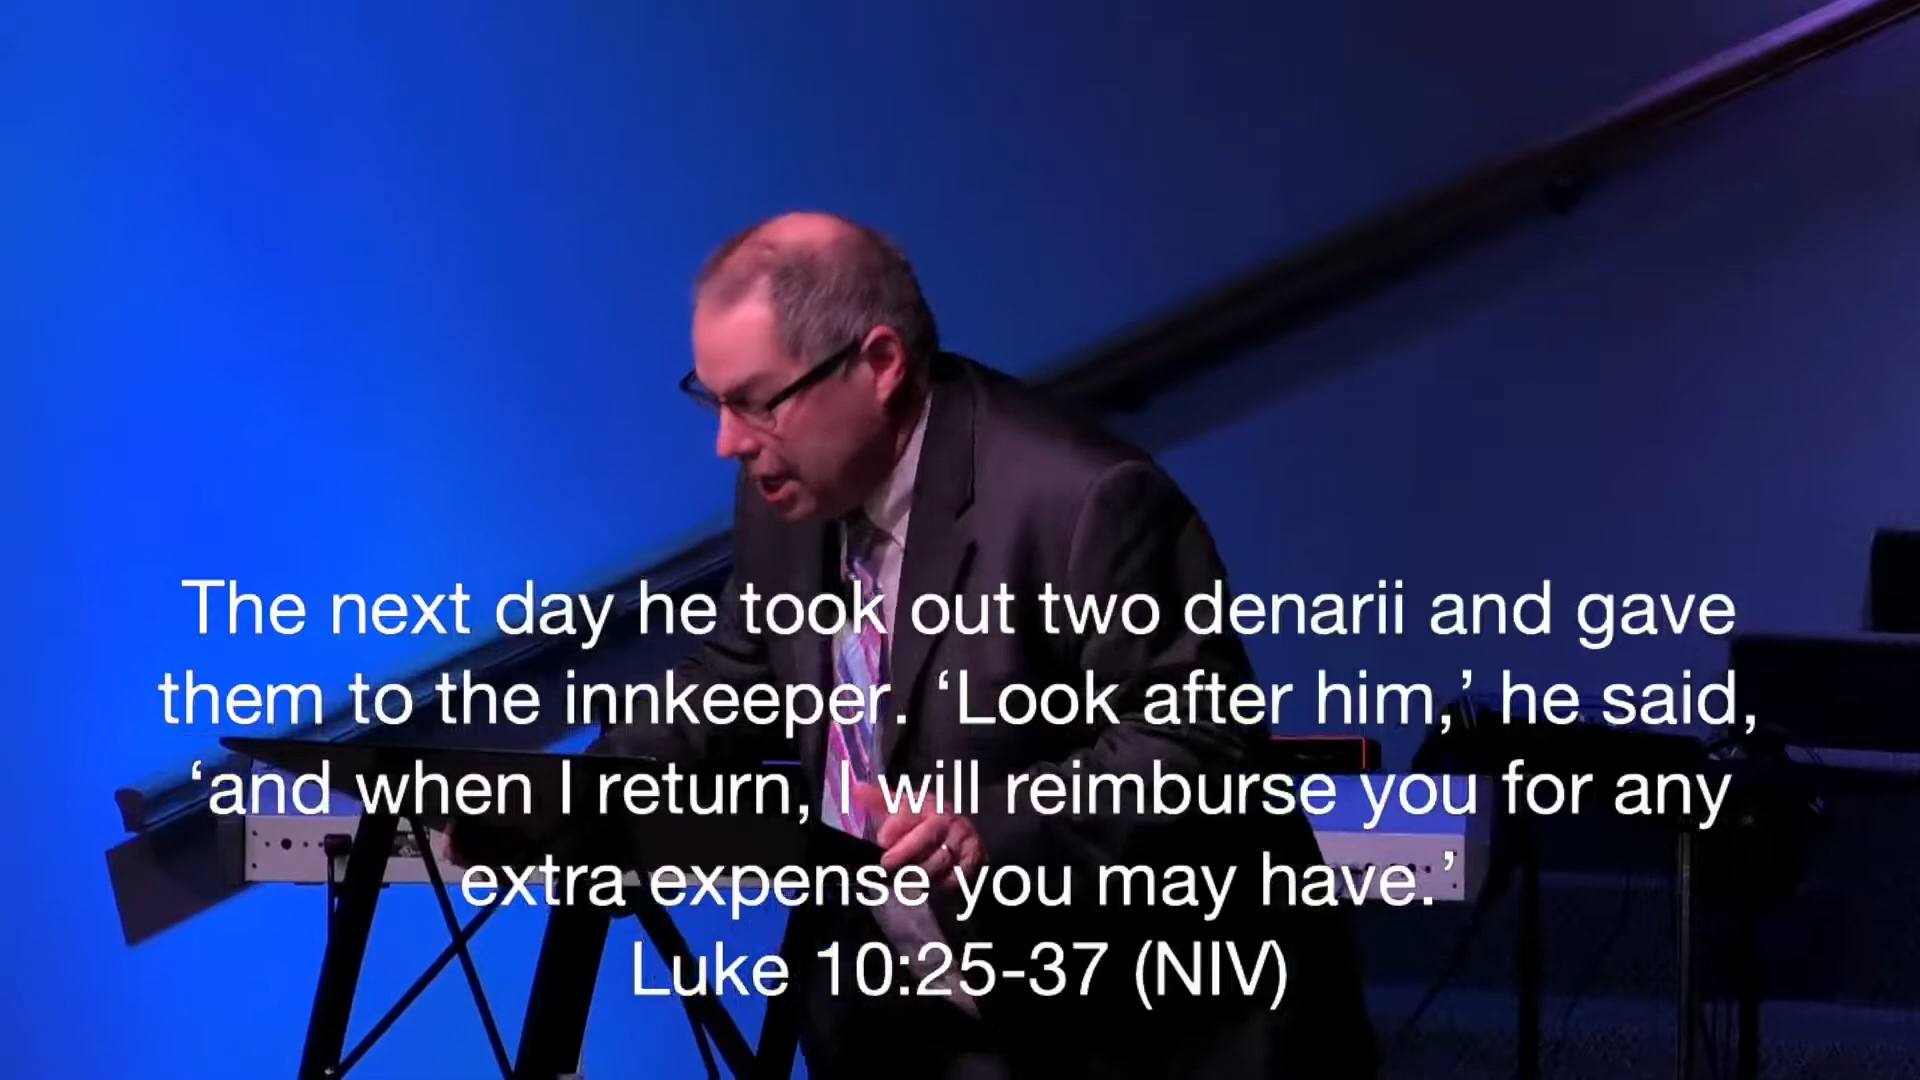 The next day he took out two denarii and gave
them to the innkeeper. ‘Look after him,’ he said,
‘and when I return, I will reimburse you for any
extra expense you may have.’
Luke 10:25-37 (NIV)